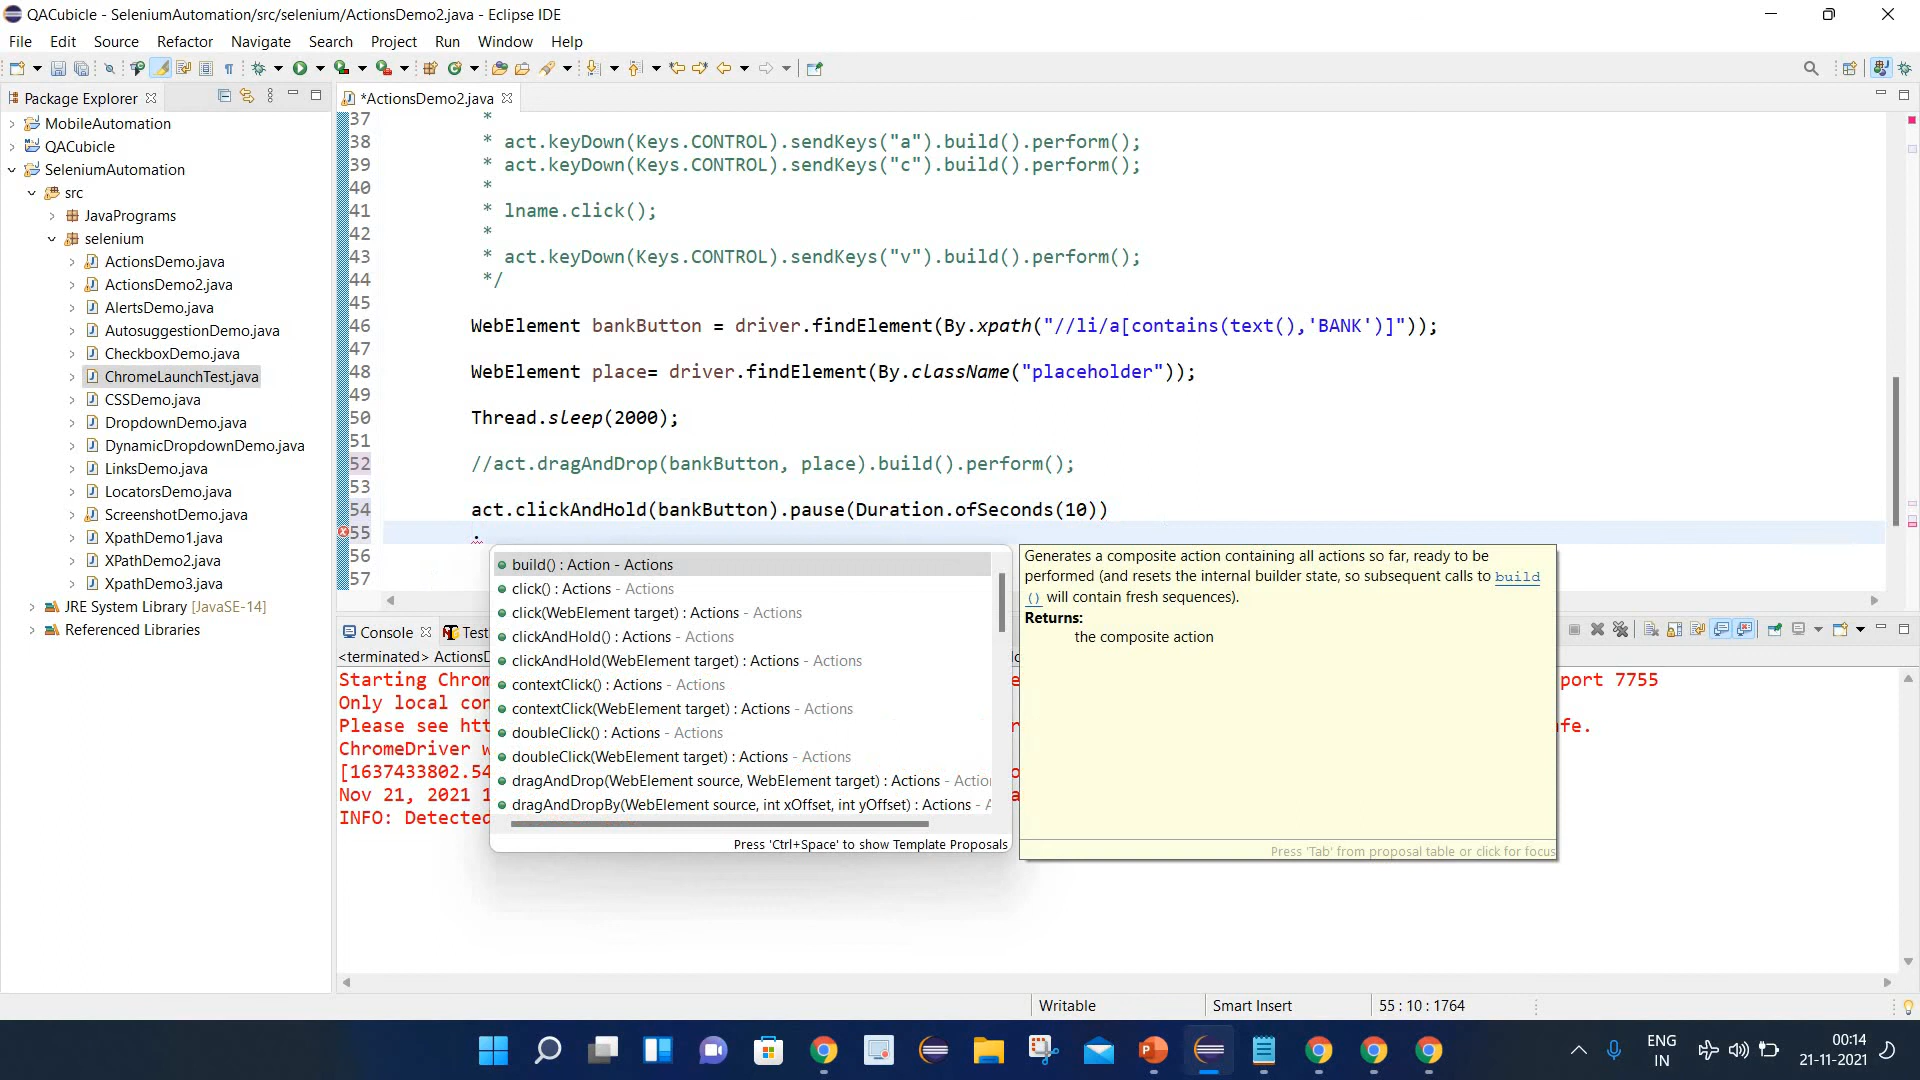 QACubicle - SeleniumAutomation/src/selenium/ActionsDemo2.java - Eclipse IDE
File Edit Source Refactor Navigate Search Project Run Window Help
Package Explorer
*ActionsDemo2.java
MobileAutomation
QACubicle
SeleniumAutomation
src
JavaPrograms
selenium
ActionsDemo.java
ActionsDemo2.java
AlertsDemo.java
AutosuggestionDemo.java
CheckboxDemo.java
ChromeLaunchTest.java
CSSDemo.java
DropdownDemo.java
DynamicDropdownDemo.java
LinksDemo.java
LocatorsDemo.java
ScreenshotDemo.java
XpathDemo1.java
XPathDemo2.java
XpathDemo3.java
JRE System Library [JavaSE-14]
Referenced Libraries
37 *
38 * act.keyDown(Keys.CONTROL).sendKeys("a").build().perform();
39 * act.keyDown(Keys.CONTROL).sendKeys("c").build().perform();
40 *
41 * lname.click();
42 *
43 * act.keyDown(Keys.CONTROL).sendKeys("v").build().perform();
44 */
45
46 WebElement bankButton = driver.findElement(By.xpath("//li/a[contains(text(),'BANK')]"));
47
48 WebElement place= driver.findElement(By.className("placeholder"));
49
50 Thread.sleep(2000);
51
52 //act.dragAndDrop(bankButton, place).build().perform();
53
54 act.clickAndHold(bankButton).pause(Duration.ofSeconds(10))
55 .
56
57
build() : Action - Actions
click() : Actions - Actions
click(WebElement target) : Actions - Actions
clickAndHold() : Actions - Actions
clickAndHold(WebElement target) : Actions - Actions
contextClick() : Actions - Actions
contextClick(WebElement target) : Actions - Actions
doubleClick() : Actions - Actions
doubleClick(WebElement target) : Actions - Actions
dragAndDrop(WebElement source, WebElement target) : Actions - Actio
dragAndDropBy(WebElement source, int xOffset, int yOffset) : Actions - A
Press 'Ctrl+Space' to show Template Proposals
Generates a composite action containing all actions so far, ready to be
performed (and resets the internal builder state, so subsequent calls to build
() will contain fresh sequences).
Returns:
the composite action
Press 'Tab' from proposal table or click for focus
Console Test
<terminated> ActionsD
Starting Chrom port 7755
Only local con
Please see htt fe.
ChromeDriver w
[1637433802.54
Nov 21, 2021 1
INFO: Detected
Writable Smart Insert 55 : 10 : 1764
ENG
IN
00:14
21-11-2021